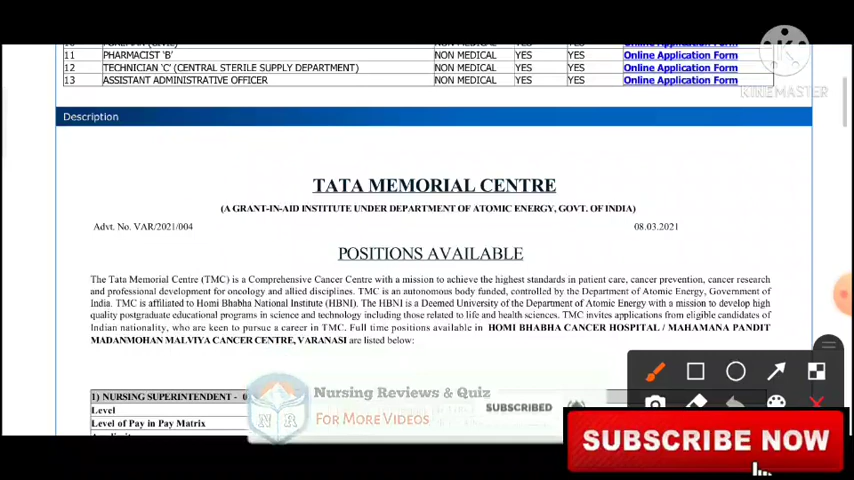 11 PHARMACIST 'B' NON MEDICAL YES YES Online Application Form
12 TECHNICIAN 'C' (CENTRAL STERILE SUPPLY DEPARTMENT) NON MEDICAL YES YES Online Application Form
13 ASSISTANT ADMINISTRATIVE OFFICER NON MEDICAL YES YES Online Application Form
KINEMASTER
Description
TATA MEMORIAL CENTRE
(A GRANT-IN-AID INSTITUTE UNDER DEPARTMENT OF ATOMIC ENERGY, GOVT. OF INDIA)
Advt. No. VAR/2021/004 08.03.2021
POSITIONS AVAILABLE
The Tata Memorial Centre (TMC) is a Comprehensive Cancer Centre with a mission to achieve the highest standards in patient care, cancer prevention, cancer research
and professional development for oncology and allied disciplines. TMC is an autonomous body funded, controlled by the Department of Atomic Energy, Government of
India. TMC is affiliated to Homi Bhabha National Institute (HBNI). The HBNI is a Deemed University of the Department of Atomic Energy with a mission to develop high
quality postgraduate educational programs in science and technology including those related to life and health sciences. TMC invites applications from eligible candidates of
Indian nationality, who are keen to pursue a career in TMC. Full time positions available in HOMI BHABHA CANCER HOSPITAL / MAHAMANA PANDIT
MADANMOHAN MALVIYA CANCER CENTRE, VARANASI are listed below:
1) NURSING SUPERINTENDENT - 0
Level
Level of Pay in Pay Matrix
N R
Nursing Reviews & Quiz
FOR MORE VIDEOS
SUBSCRIBED
SUBSCRIBE NOW